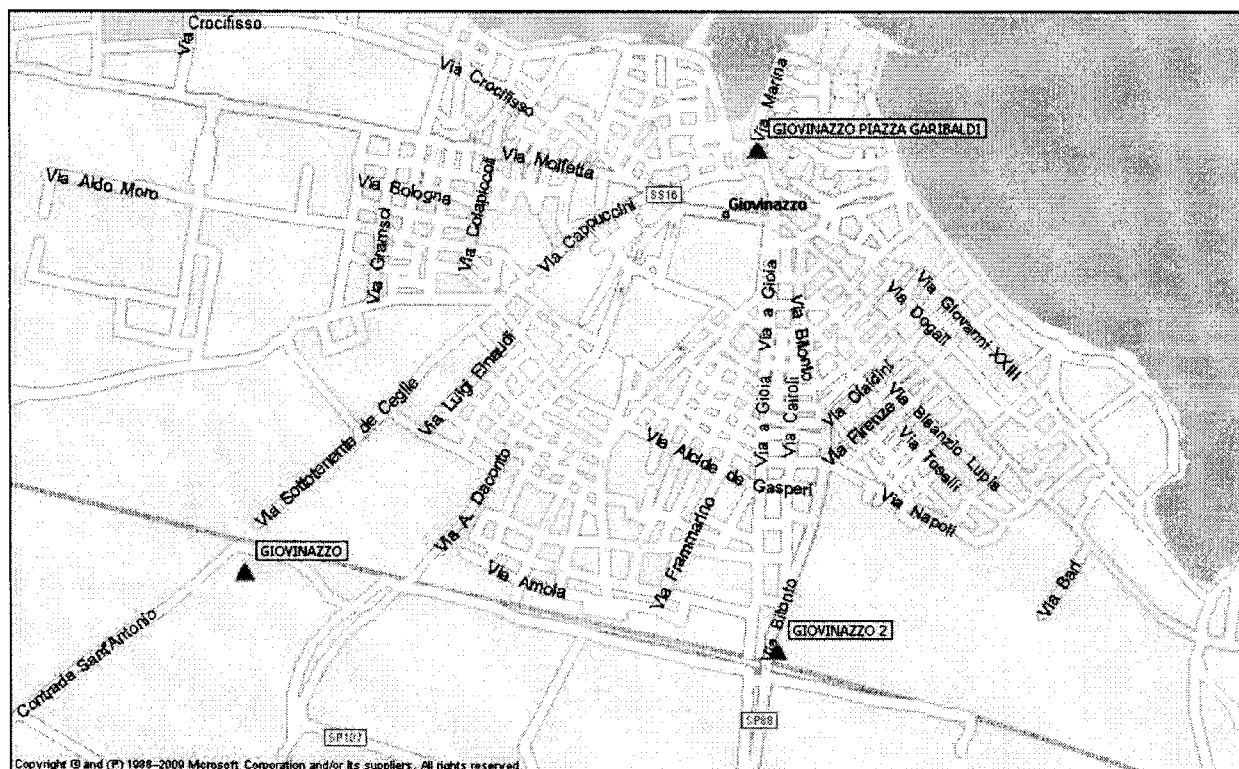 Crocifisso
Via
Via Crocifisso
Via Marina
GIOVINAZZO PIAZZA GARIBALDI
Via Molfetta
Via Aldo Moro
Via Bologna
Via Colapiccoli
SS16
Giovinazzo
Via Gramsci
Via Cappuccini
Via a Gioia
Via Bitonto
Via Giovanni XXIII
Via Dogali
Via Luigi Einaudi
Via Sottotenente de Ceglie
Via a Gioia
Via Cairoli
Via Cialdini
Via Firenze
Via Bisanzio Lupis
Via Toselli
Via Alcide de Gasperi
Via Napoli
Via A. Daconto
Via Frammarino
GIOVINAZZO
Via Amola
Via Bari
Via Bitonto
GIOVINAZZO 2
Contrada Sant'Antonio
SP107
SP88
Copyright © and (P) 1988–2000 Microsoft Corporation and/or its suppliers. All rights reserved